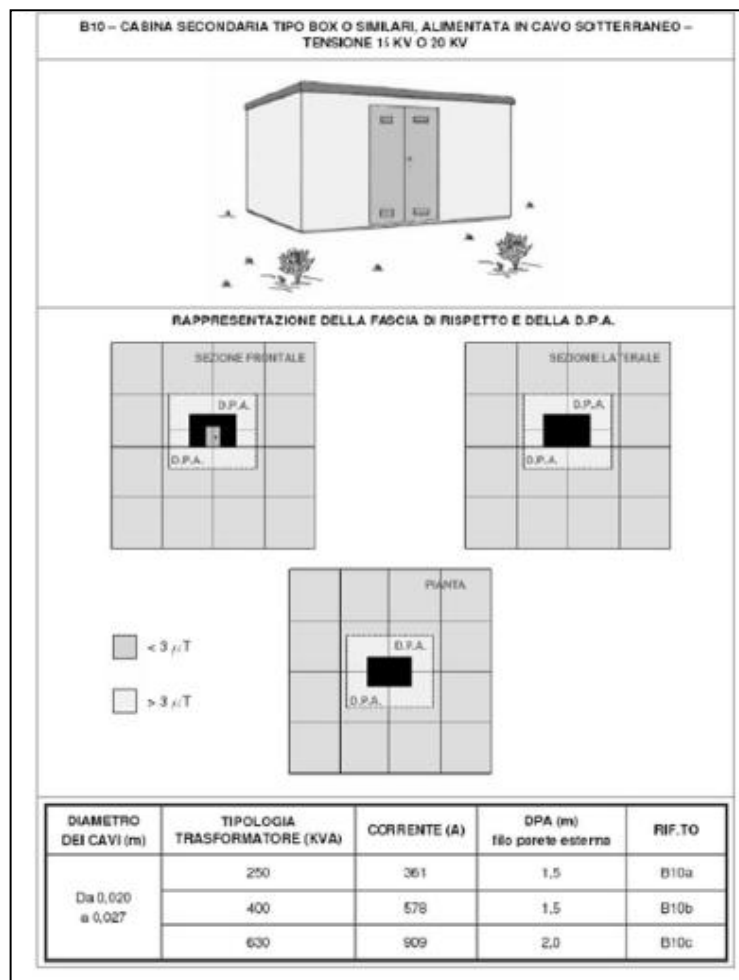 B10 – CABINA SECONDARIA TIPO BOX O SIMILARI, ALIMENTATA IN CAVO SOTTERRANEO –
TENSIONE 15 KV O 20 KV
RAPPRESENTAZIONE DELLA FASCIA DI RISPETTO E DELLA D.P.A.
SEZIONE FRONTALE
D.P.A.
D.P.A.
SEZIONE LATERALE
D.P.A.
D.P.A.
PIANTA
D.P.A.
D.P.A.
< 3 μT
> 3 μT
DIAMETRO
DEI CAVI (m)
TIPOLOGIA
TRASFORMATORE (KVA)
CORRENTE (A)
DPA (m)
filo parete esterna
RIF.TO
Da 0,020
a 0,027
250
361
1,5
B10a
400
578
1,5
B10b
630
909
2,0
B10c